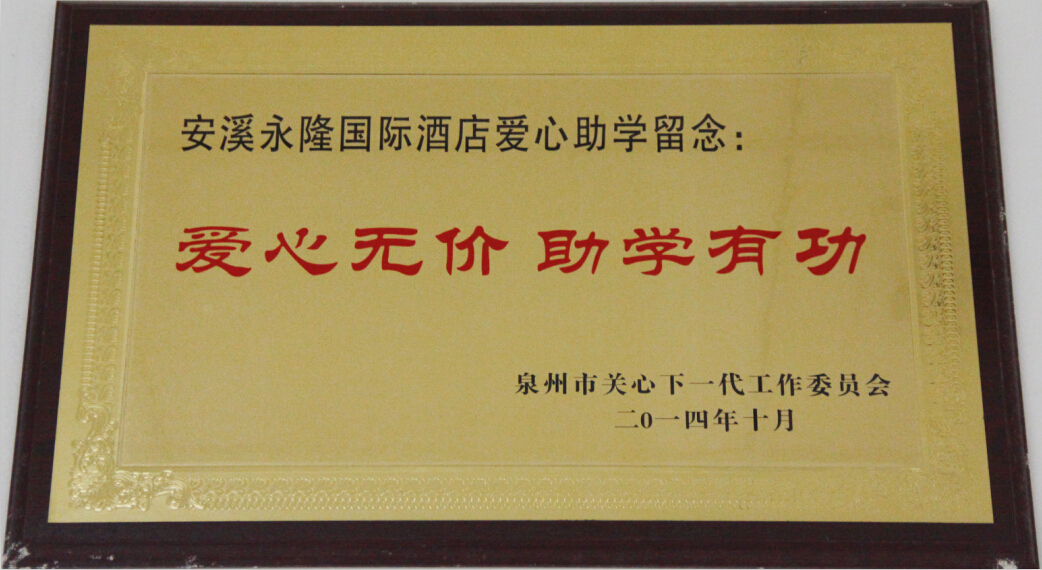 安溪永隆国际酒店爱心助学留念：
爱心无价 助学有功
泉州市关心下一代工作委员会
二0一四年十月